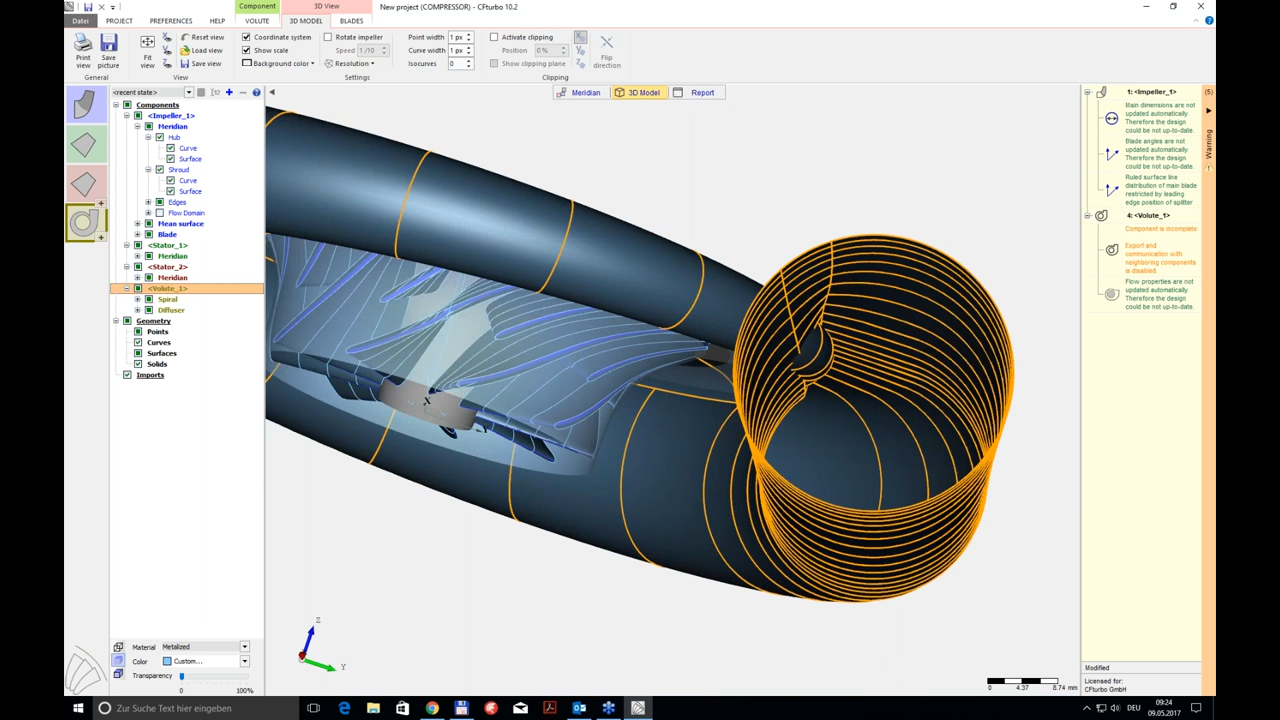 Component
3D View
New project (COMPRESSOR) - CFturbo 10.2
Datei
PROJECT
PREFERENCES
HELP
VOLUTE
3D MODEL
BLADES
Print view
Save picture
General
Fit view
Reset view
Load view
Save view
View
Coordinate system
Show scale
Background color
Rotate impeller
Speed 1/10
Resolution
Settings
Point width 1 px
Curve width 1 px
Isocurves 0
Activate clipping
Position 0%
Show clipping plane
Flip direction
Clipping
<recent state>
Components
<Impeller_1>
Meridian
Hub
Curve
Surface
Shroud
Curve
Surface
Edges
Flow Domain
Mean surface
Blade
<Stator_1>
Meridian
<Stator_2>
Meridian
<Volute_1>
Spiral
Diffuser
Geometry
Points
Curves
Surfaces
Solids
Imports
Material Metalized
Color Custom...
Transparency
0 100%
Meridian
3D Model
Report
X
Z
Y
0 4.37 8.74 mm
1: <Impeller_1>
Main dimensions are not
updated automatically.
Therefore the design
could be not up-to-date.
Blade angles are not
updated automatically.
Therefore the design
could be not up-to-date.
Ruled surface line
distribution of main blade
restricted by leading
edge position of splitter
4: <Volute_1>
Component is incomplete.
Export and
communication with
neighboring components
is disabled.
Flow properties are not
updated automatically.
Therefore the design
could be not up-to-date.
(5)
Warning
Modified
Licensed for:
CFturbo GmbH
Zur Suche Text hier eingeben
DEU
09:24
09.05.2017